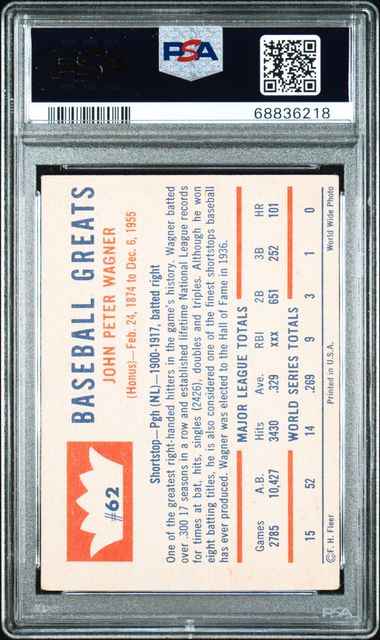 PSA
PSA
68836218
#62
BASEBALL GREATS
JOHN PETER WAGNER
(Honus)—Feb. 24, 1874 to Dec. 6, 1955
Shortstop—Pgh (NL)—1900-1917, batted right
One of the greatest right-handed hitters in the game's history. Wagner batted
over .300 17 seasons in a row and established lifetime National League records
for times at bat, hits, singles (2426), doubles and triples. Although he won
eight batting titles, he is also considered one of the finest shortstops baseball
has ever produced. Wagner was elected to the Hall of Fame in 1936.
MAJOR LEAGUE TOTALS
Games A.B. Hits Ave. RBI 2B 3B HR
2785 10,427 3430 .329 xxx 651 252 101
WORLD SERIES TOTALS
15 52 14 .269 9 3 1 0
©F. H. Fleer Printed in U.S.A. World Wide Photo
PSA